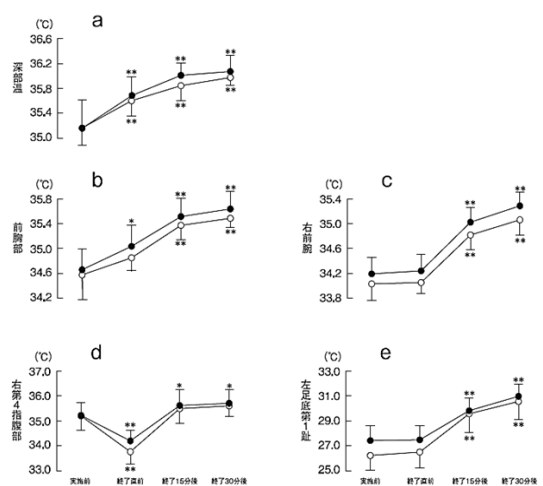 a
(℃)
36.6
36.2
35.8
35.4
35.0
深部温
** ** **
** ** **
b
(℃)
35.8
35.4
35.0
34.6
34.2
前胸部
* ** **
** **
c
(℃)
35.4
35.0
34.6
34.2
33.8
右前腕
** **
** **
d
(℃)
37.0
36.0
35.0
34.0
33.0
右第4指腹部
** * *
**
実施前 終了直前 終了15分後 終了30分後
e
(℃)
33.0
31.0
29.0
27.0
25.0
左足底第1趾
** **
** **
実施前 終了直前 終了15分後 終了30分後